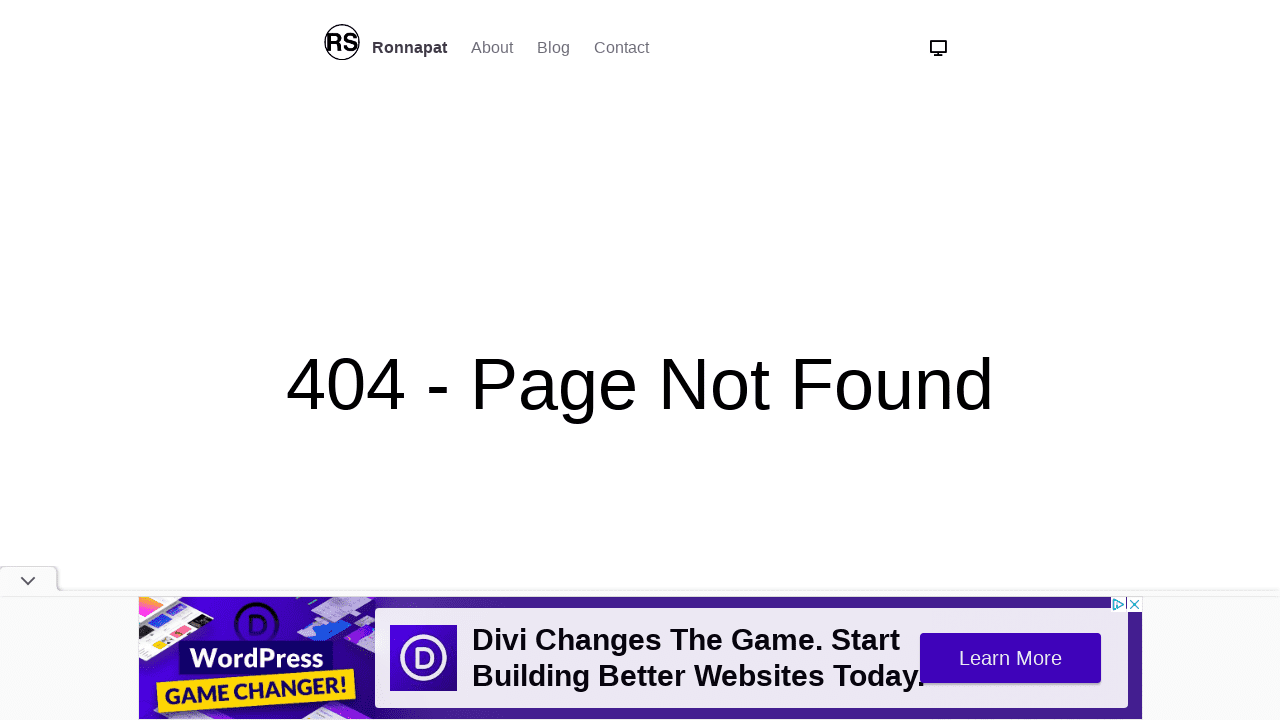 RS Ronnapat About Blog Contact
404 - Page Not Found
WordPress
GAME CHANGER!
D
Divi Changes The Game. Start
Building Better Websites Today.
Learn More